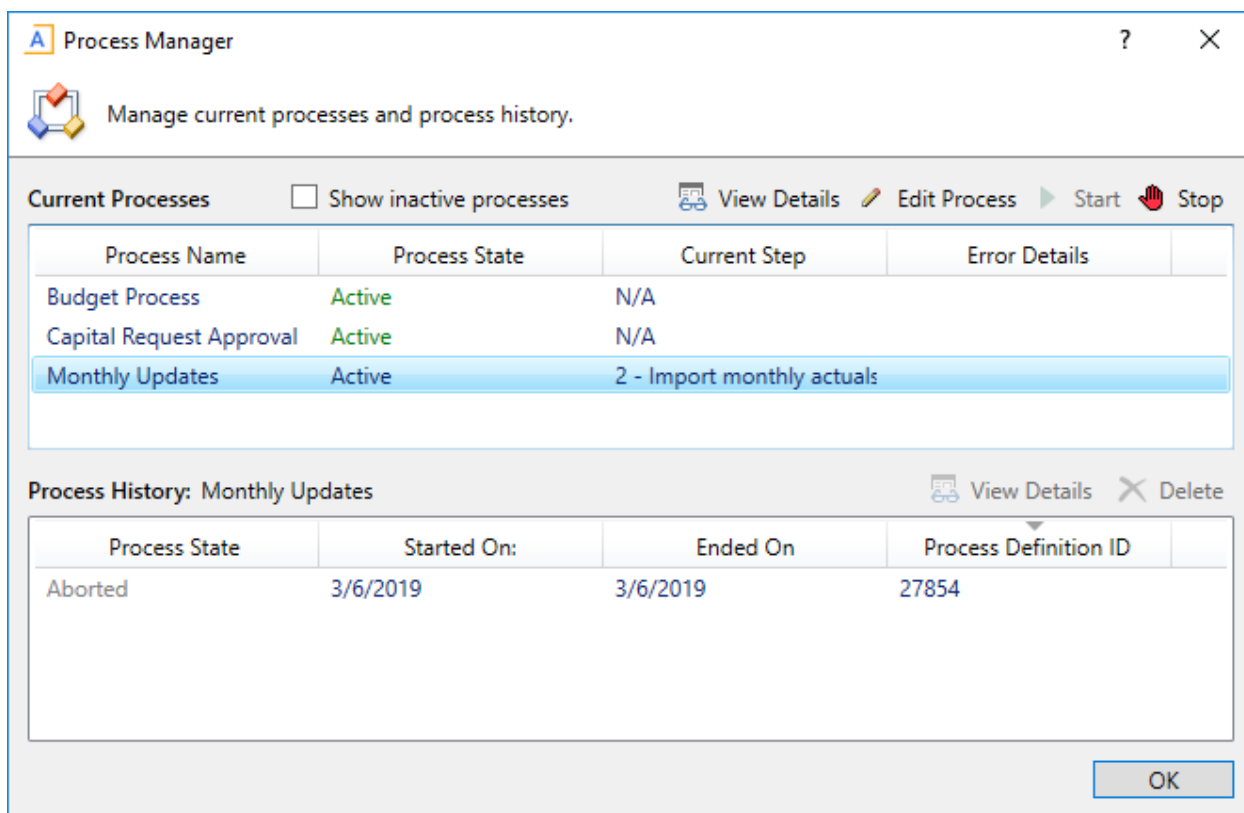 A Process Manager ?
Manage current processes and process history.
Current Processes Show inactive processes View Details Edit Process Start Stop
Process Name Process State Current Step Error Details
Budget Process Active N/A
Capital Request Approval Active N/A
Monthly Updates Active 2 - Import monthly actuals
Process History: Monthly Updates View Details Delete
Process State Started On: Ended On Process Definition ID
Aborted 3/6/2019 3/6/2019 27854
OK